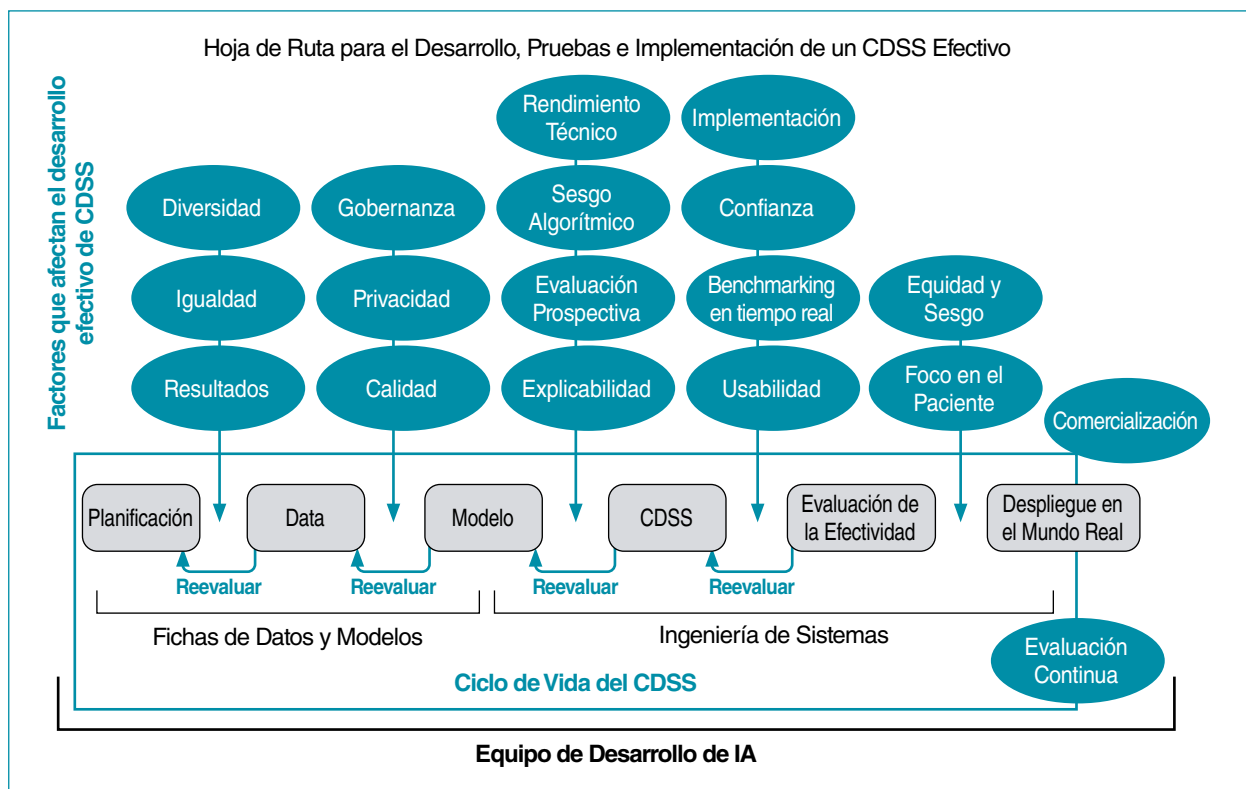 Hoja de Ruta para el Desarrollo, Pruebas e Implementación de un CDSS Efectivo
Factores que afectan el desarrollo
efectivo de CDSS
Diversidad
Igualdad
Resultados
Gobernanza
Privacidad
Calidad
Rendimiento
Técnico
Sesgo
Algorítmico
Evaluación
Prospectiva
Explicabilidad
Implementación
Confianza
Benchmarking
en tiempo real
Usabilidad
Equidad y
Sesgo
Foco en el
Paciente
Comercialización
Planificación
Data
Modelo
CDSS
Evaluación de
la Efectividad
Despliegue en
el Mundo Real
Reevaluar
Reevaluar
Reevaluar
Reevaluar
Fichas de Datos y Modelos
Ingeniería de Sistemas
Evaluación
Continua
Ciclo de Vida del CDSS
Equipo de Desarrollo de IA